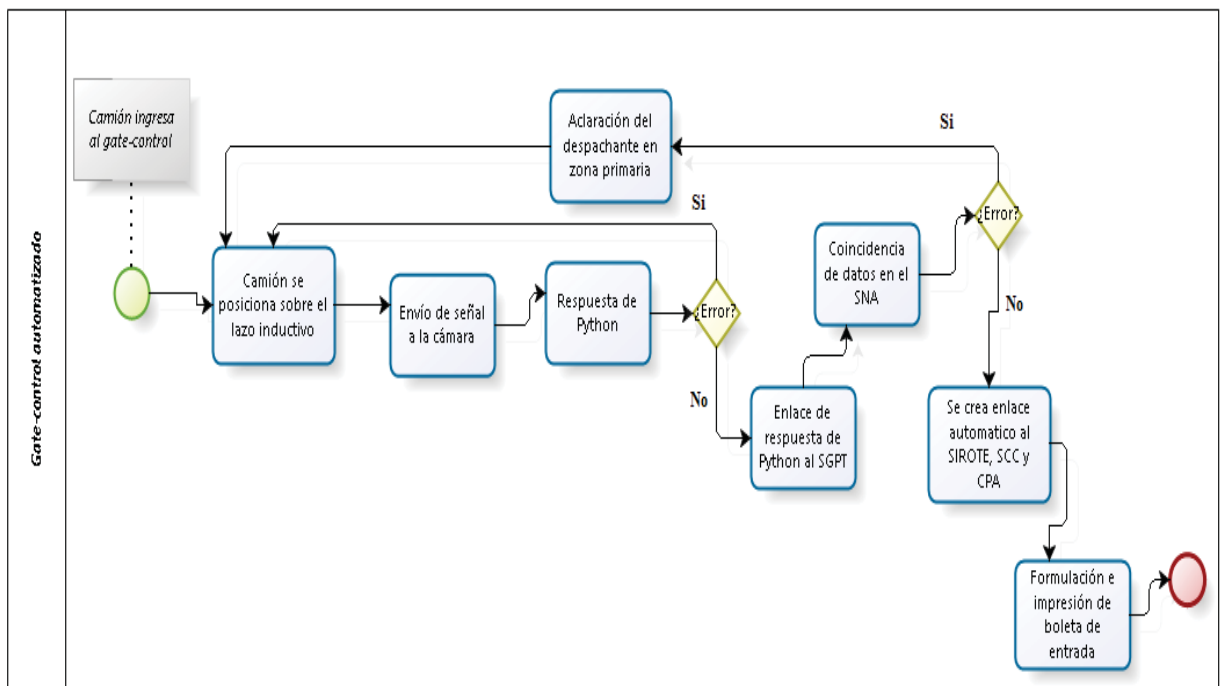 Gate-control automatizado
Camión ingresa
al gate-control
Aclaración del
despachante en
zona primaria
Si
Si
¿Error?
Coincidencia
de datos en el
SNA
Camión se
posiciona sobre el
lazo inductivo
Envío de señal
a la cámara
Respuesta de
Python
¿Error?
No
No
Enlace de
respuesta de
Python al SGPT
Se crea enlace
automatico al
SIROTE, SCC y
CPA
Formulación e
impresión de
boleta de
entrada